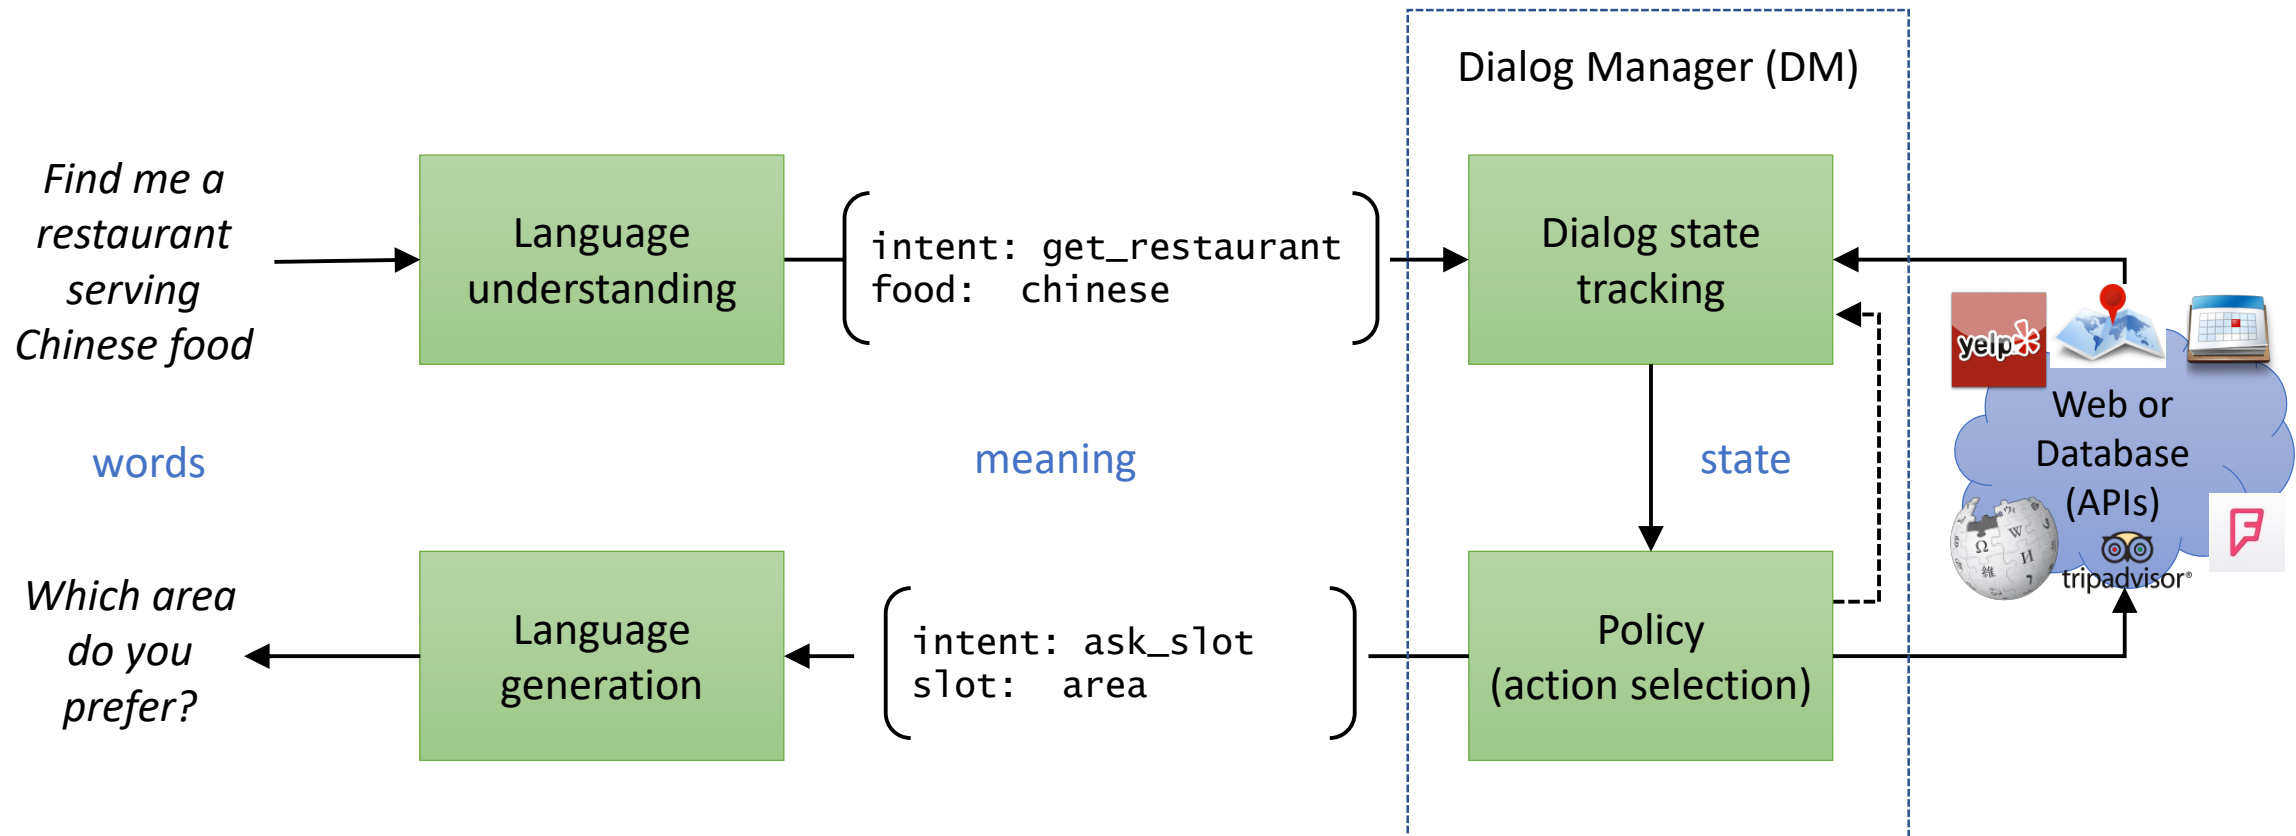 Dialog Manager (DM)
Find me a
restaurant
serving
Chinese food
Language
understanding
intent: get_restaurant
food: chinese
Dialog state
tracking
yelp
Web or
Database
(APIs)
tripadvisor®
words
meaning
state
Which area
do you
prefer?
Language
generation
intent: ask_slot
slot: area
Policy
(action selection)